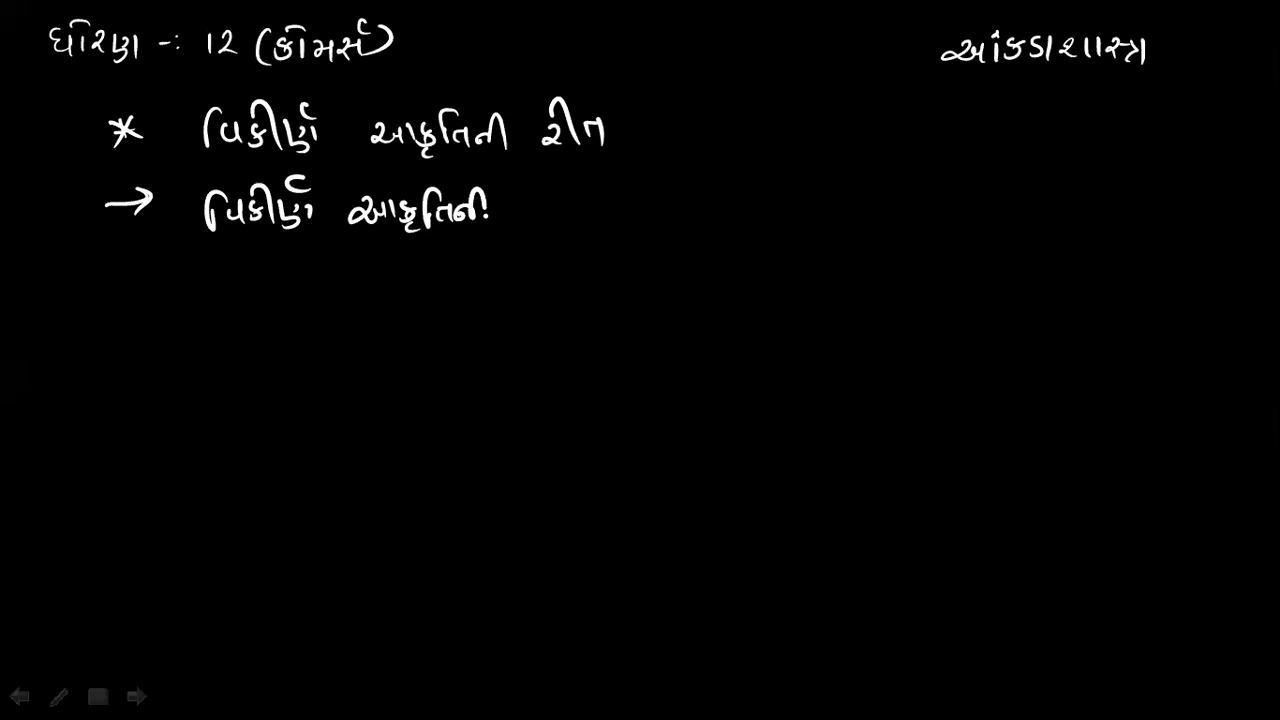 ધોરણ -: 12 (કોમર્સ) આંકડાશાસ્ત્ર
* વિકીર્ણ આકૃતિની રીત
→ વિકીર્ણ આકૃતિની